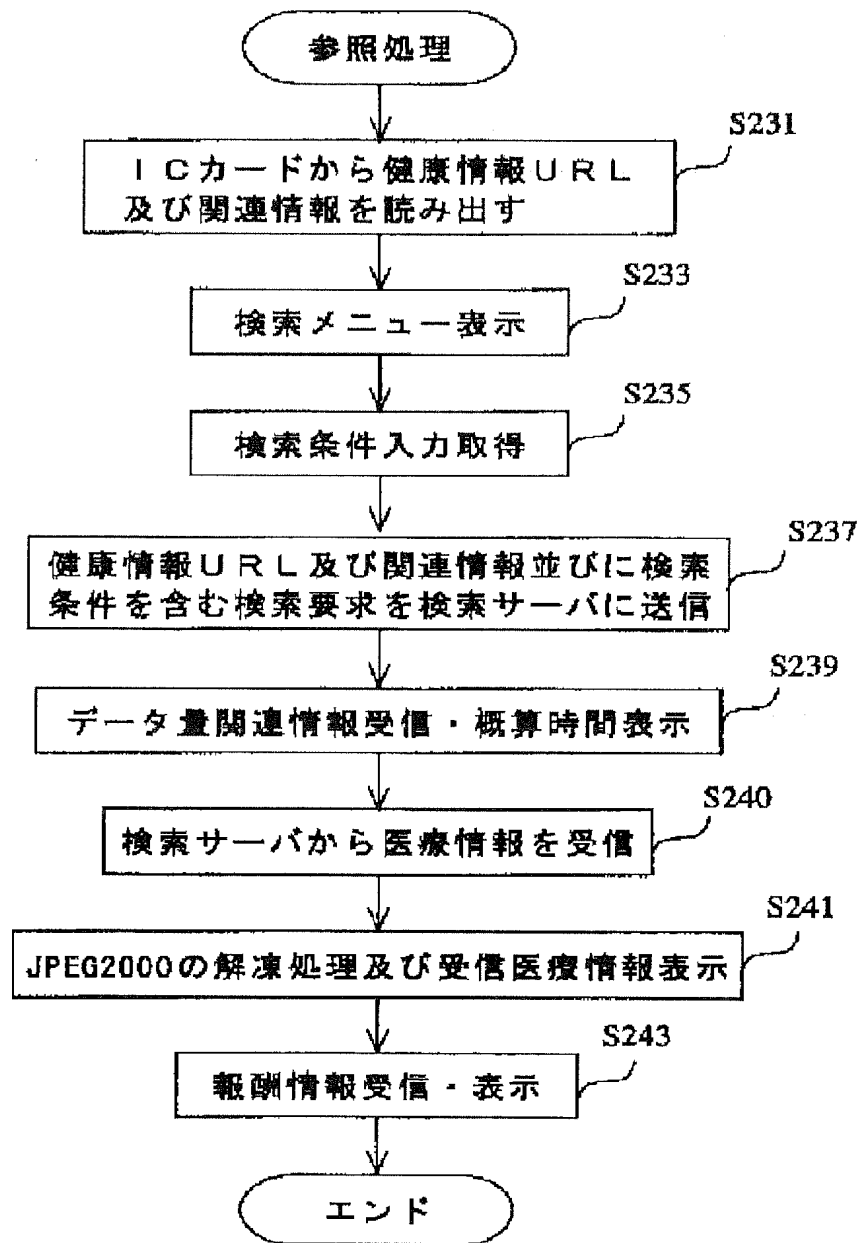 参照処理
S231
ICカードから健康情報URL
及び関連情報を読み出す
S233
検索メニュー表示
S235
検索条件入力取得
S237
健康情報URL及び関連情報並びに検索
条件を含む検索要求を検索サーバに送信
S239
データ量関連情報受信・概算時間表示
S240
検索サーバから医療情報を受信
S241
JPEG2000の解凍処理及び受信医療情報表示
S243
報酬情報受信・表示
エンド